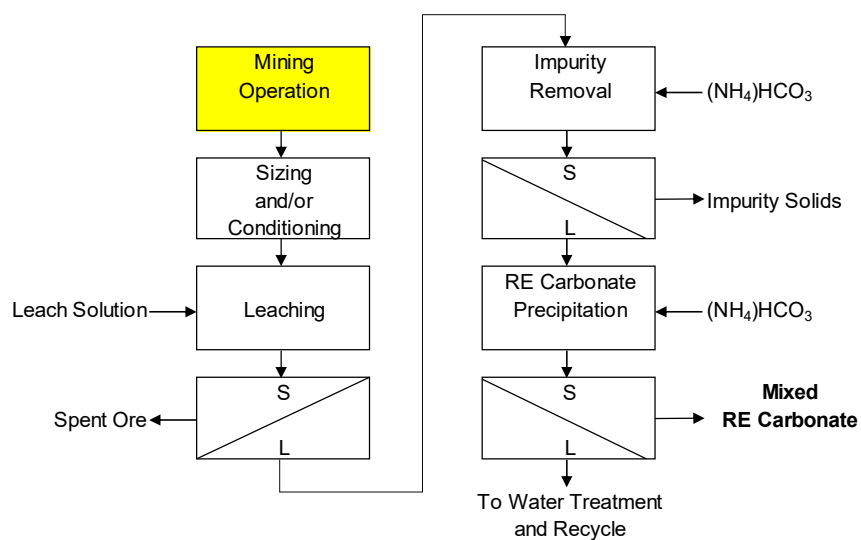 Mining
Operation
Sizing
and/or
Conditioning
Leach Solution
Leaching
S
L
Spent Ore
Impurity
Removal
(NH4)HCO3
S
L
Impurity Solids
RE Carbonate
Precipitation
(NH4)HCO3
S
L
Mixed
RE Carbonate
To Water Treatment
and Recycle